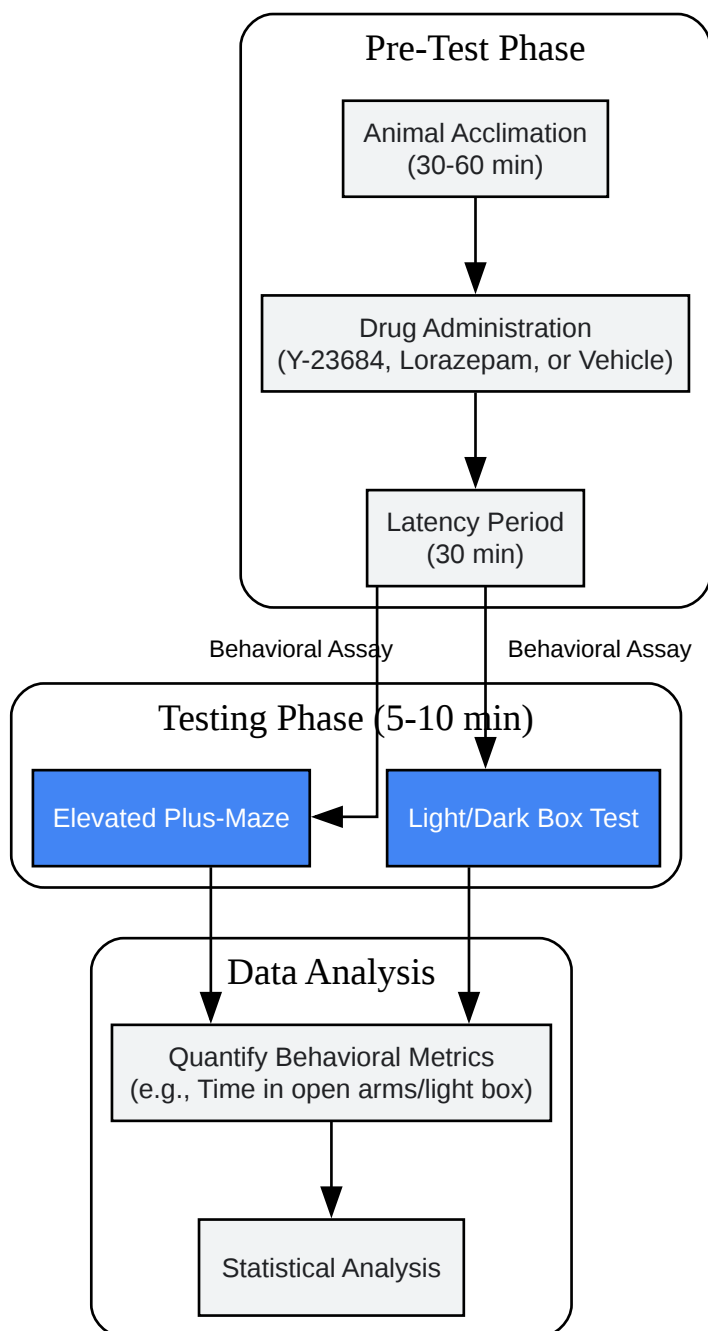 Pre-Test Phase
Animal Acclimation
(30-60 min)
Drug Administration
(Y-23684, Lorazepam, or Vehicle)
Latency Period
(30 min)
Behavioral Assay
Behavioral Assay
Testing Phase (5-10 min)
Elevated Plus-Maze
Light/Dark Box Test
Data Analysis
Quantify Behavioral Metrics
(e.g., Time in open arms/light box)
Statistical Analysis